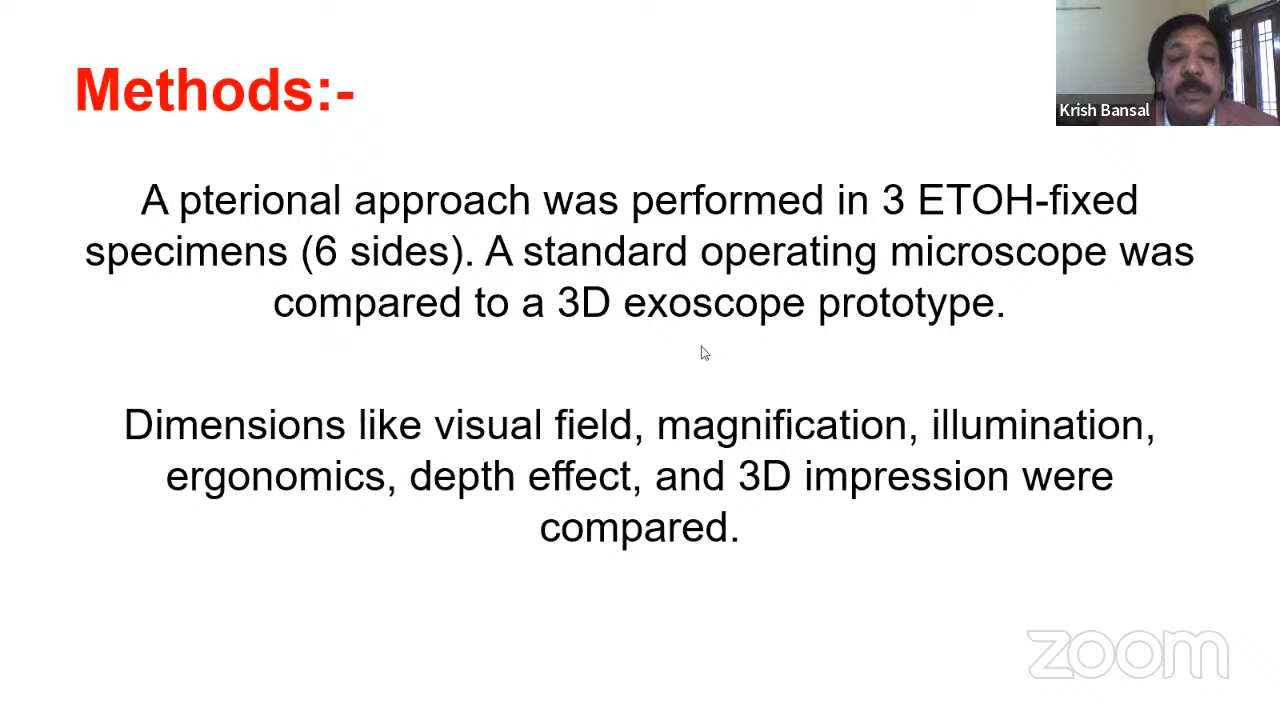 Methods:-
Krish Bansal
A pterional approach was performed in 3 ETOH-fixed
specimens (6 sides). A standard operating microscope was
compared to a 3D exoscope prototype.
Dimensions like visual field, magnification, illumination,
ergonomics, depth effect, and 3D impression were
compared.
zoom